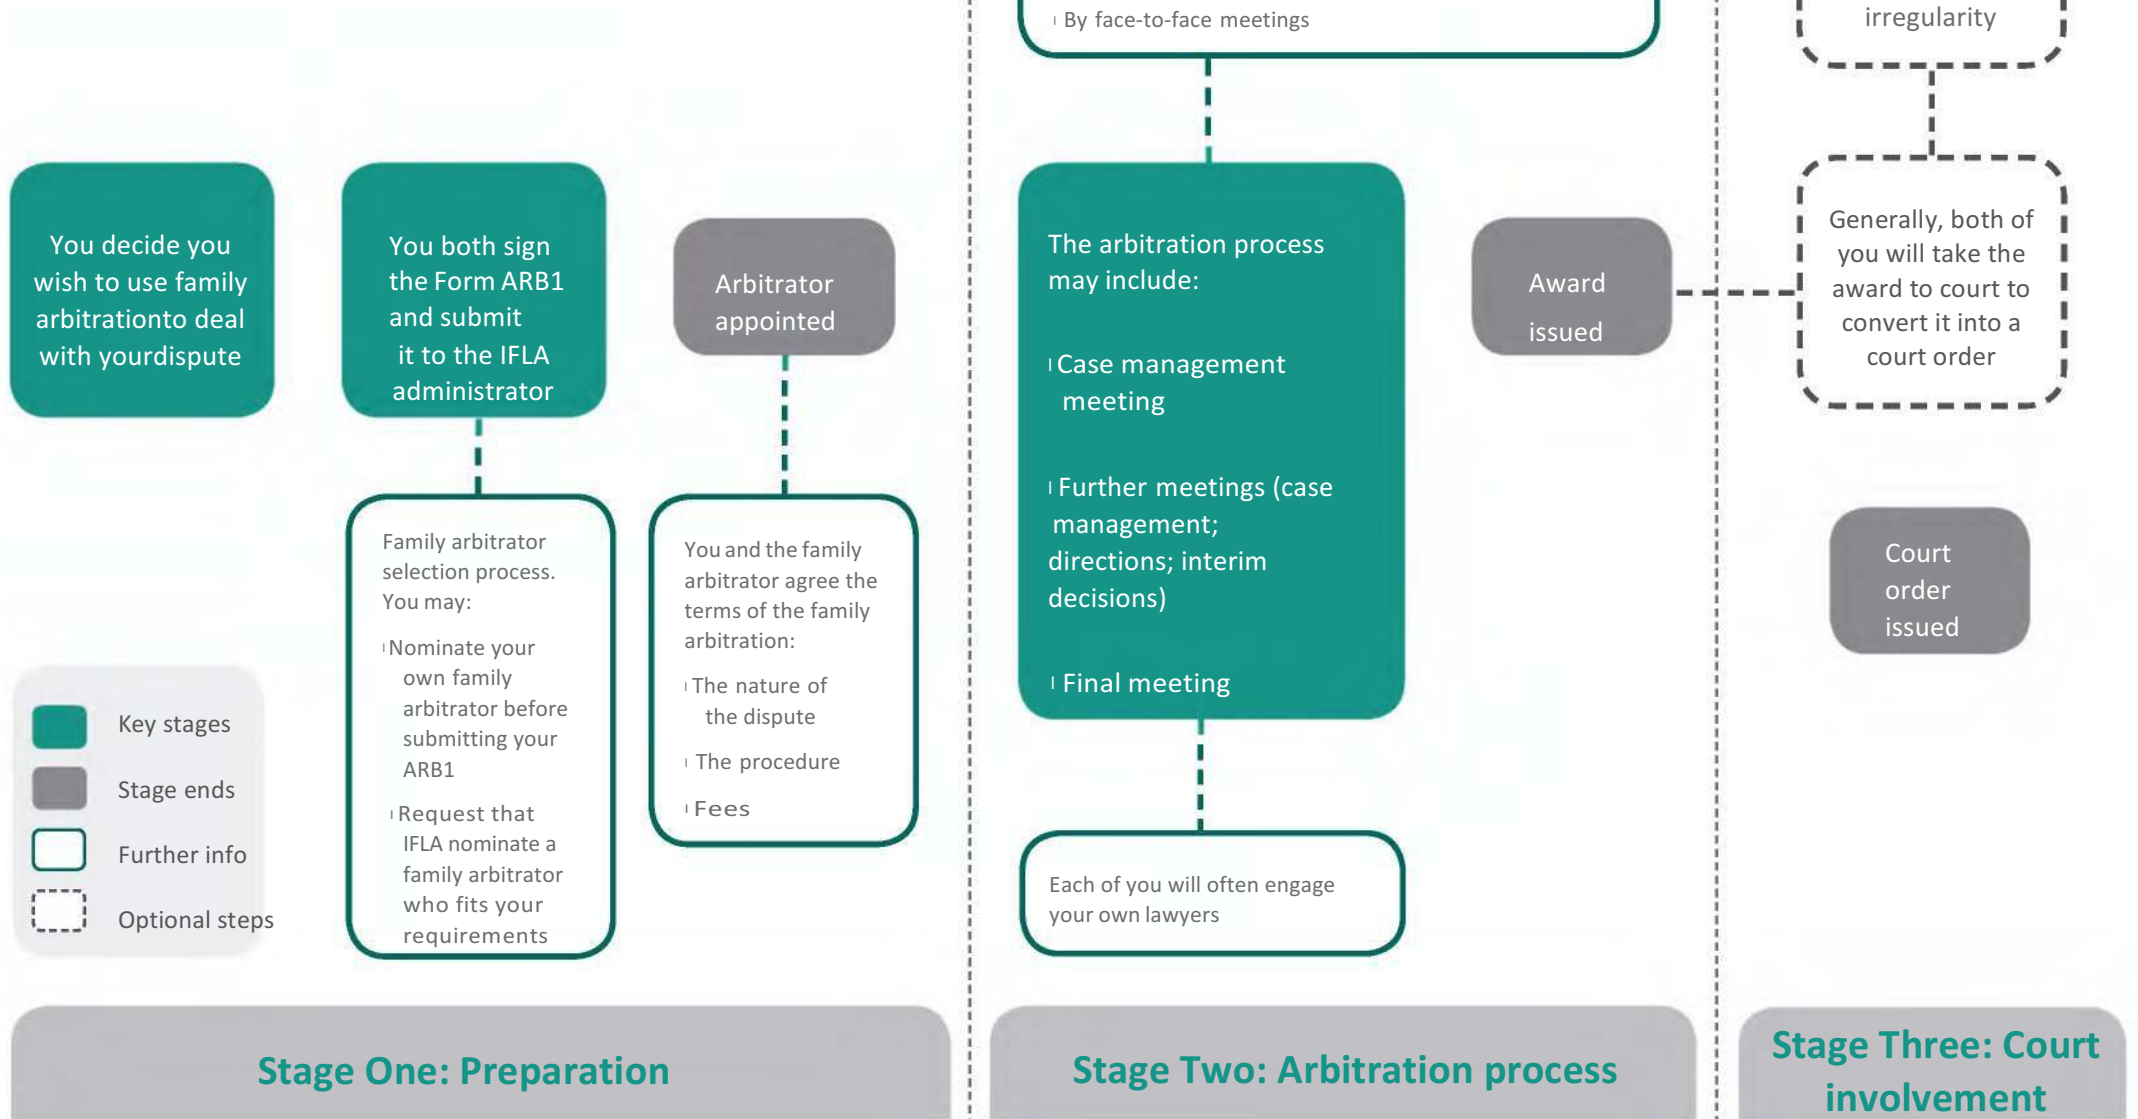 By face-to-face meetings
irregularity
You decide you
wish to use family
arbitrationto deal
with yourdispute
You both sign
the Form ARB1
and submit
it to the IFLA
administrator
Arbitrator
appointed
Family arbitrator
selection process.
You may:
Nominate your
own family
arbitrator before
submitting your
ARB1
Request that
IFLA nominate a
family arbitrator
who fits your
requirements
You and the family
arbitrator agree the
terms of the family
arbitration:
The nature of
the dispute
The procedure
Fees
Key stages
Stage ends
Further info
Optional steps
The arbitration process
may include:
Case management
meeting
Further meetings (case
management;
directions; interim
decisions)
Final meeting
Each of you will often engage
your own lawyers
Award
issued
Generally, both of
you will take the
award to court to
convert it into a
court order
Court
order
issued
Stage One: Preparation
Stage Two: Arbitration process
Stage Three: Court
involvement